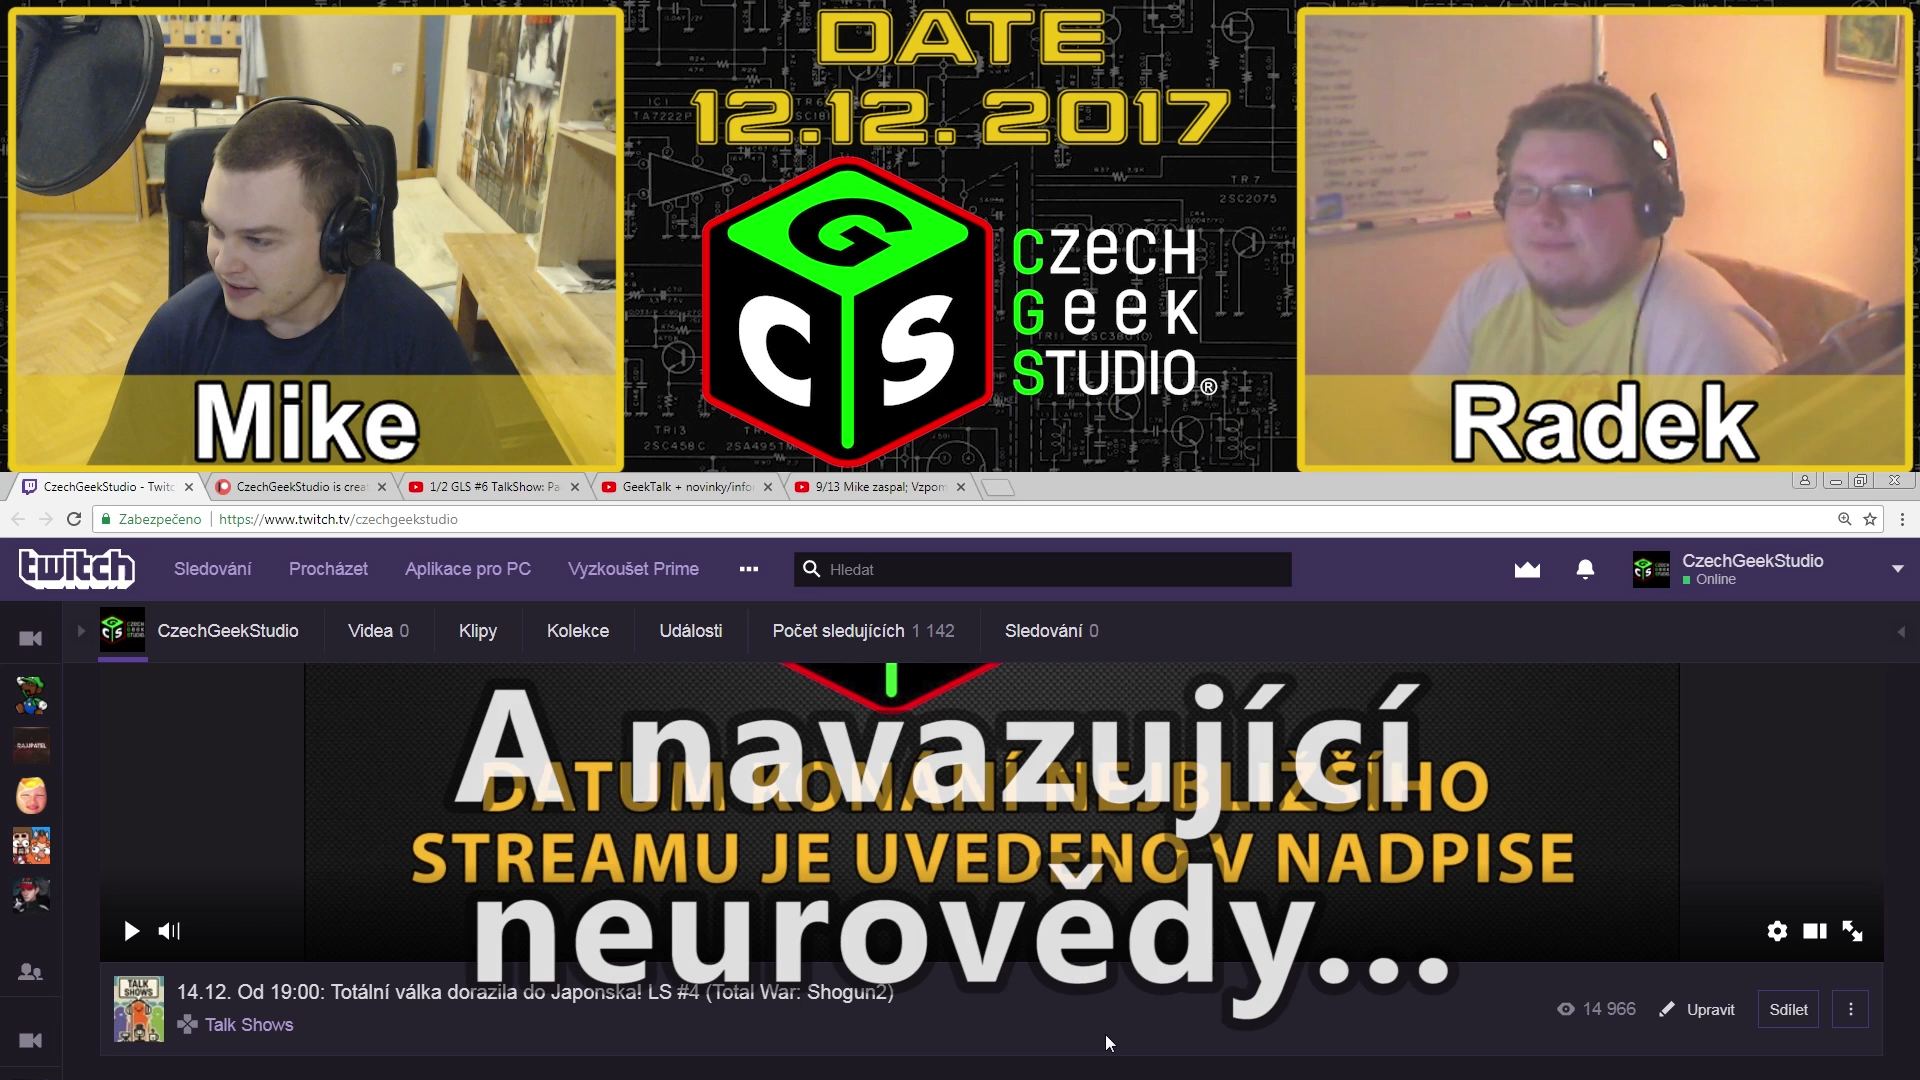 DATE
12.12. 2017
CZECH
GEEK
STUDIO®
G
C S
Mike
Radek
CzechGeekStudio - Twitc
CzechGeekStudio is crea
1/2 GLS #6 TalkShow: Pa
GeekTalk + novinky/info
9/13 Mike zaspal; Vzpom
Zabezpečeno
https://www.twitch.tv/czechgeekstudio
twitch
Sledování
Procházet
Aplikace pro PC
Vyzkoušet Prime
Hledat
CzechGeekStudio
Online
CzechGeekStudio
Videa 0
Klipy
Kolekce
Události
Počet sledujících 1 142
Sledování 0
A navazující
DATUM KONÁNÍ NEJBLIŽŠÍHO
STREAMU JE UVEDENO V NADPISE
neurovědy...
TALK
SHOWS
14.12. Od 19:00: Totální válka dorazila do Japonska! LS #4 (Total War: Shogun2)
Talk Shows
14 966
Upravit
Sdílet